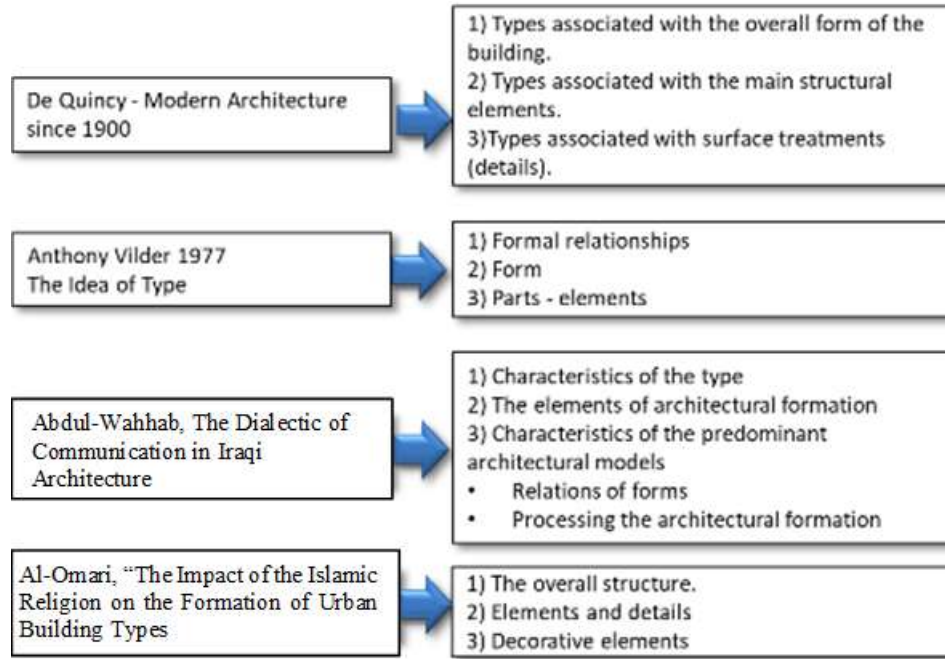 De Quincy - Modern Architecture
since 1900
1) Types associated with the overall form of the
building.
2) Types associated with the main structural
elements.
3)Types associated with surface treatments
(details).
Anthony Vilder 1977
The Idea of Type
1) Formal relationships
2) Form
3) Parts - elements
Abdul-Wahhab, The Dialectic of
Communication in Iraqi
Architecture
1) Characteristics of the type
2) The elements of architectural formation
3) Characteristics of the predominant
architectural models
• Relations of forms
• Processing the architectural formation
Al-Omari, “The Impact of the Islamic
Religion on the Formation of Urban
Building Types
1) The overall structure.
2) Elements and details
3) Decorative elements